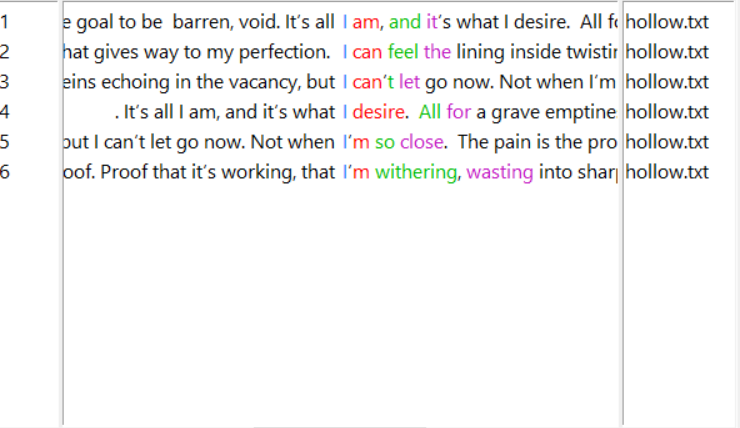 1 e goal to be barren, void. It's all I am, and it's what I desire. All fo hollow.txt
2 hat gives way to my perfection. I can feel the lining inside twistin hollow.txt
3 eins echoing in the vacancy, but I can't let go now. Not when I'm hollow.txt
4 . It's all I am, and it's what I desire. All for a grave emptine hollow.txt
5 out I can't let go now. Not when I'm so close. The pain is the pro hollow.txt
6 oof. Proof that it's working, that I'm withering, wasting into sharp hollow.txt